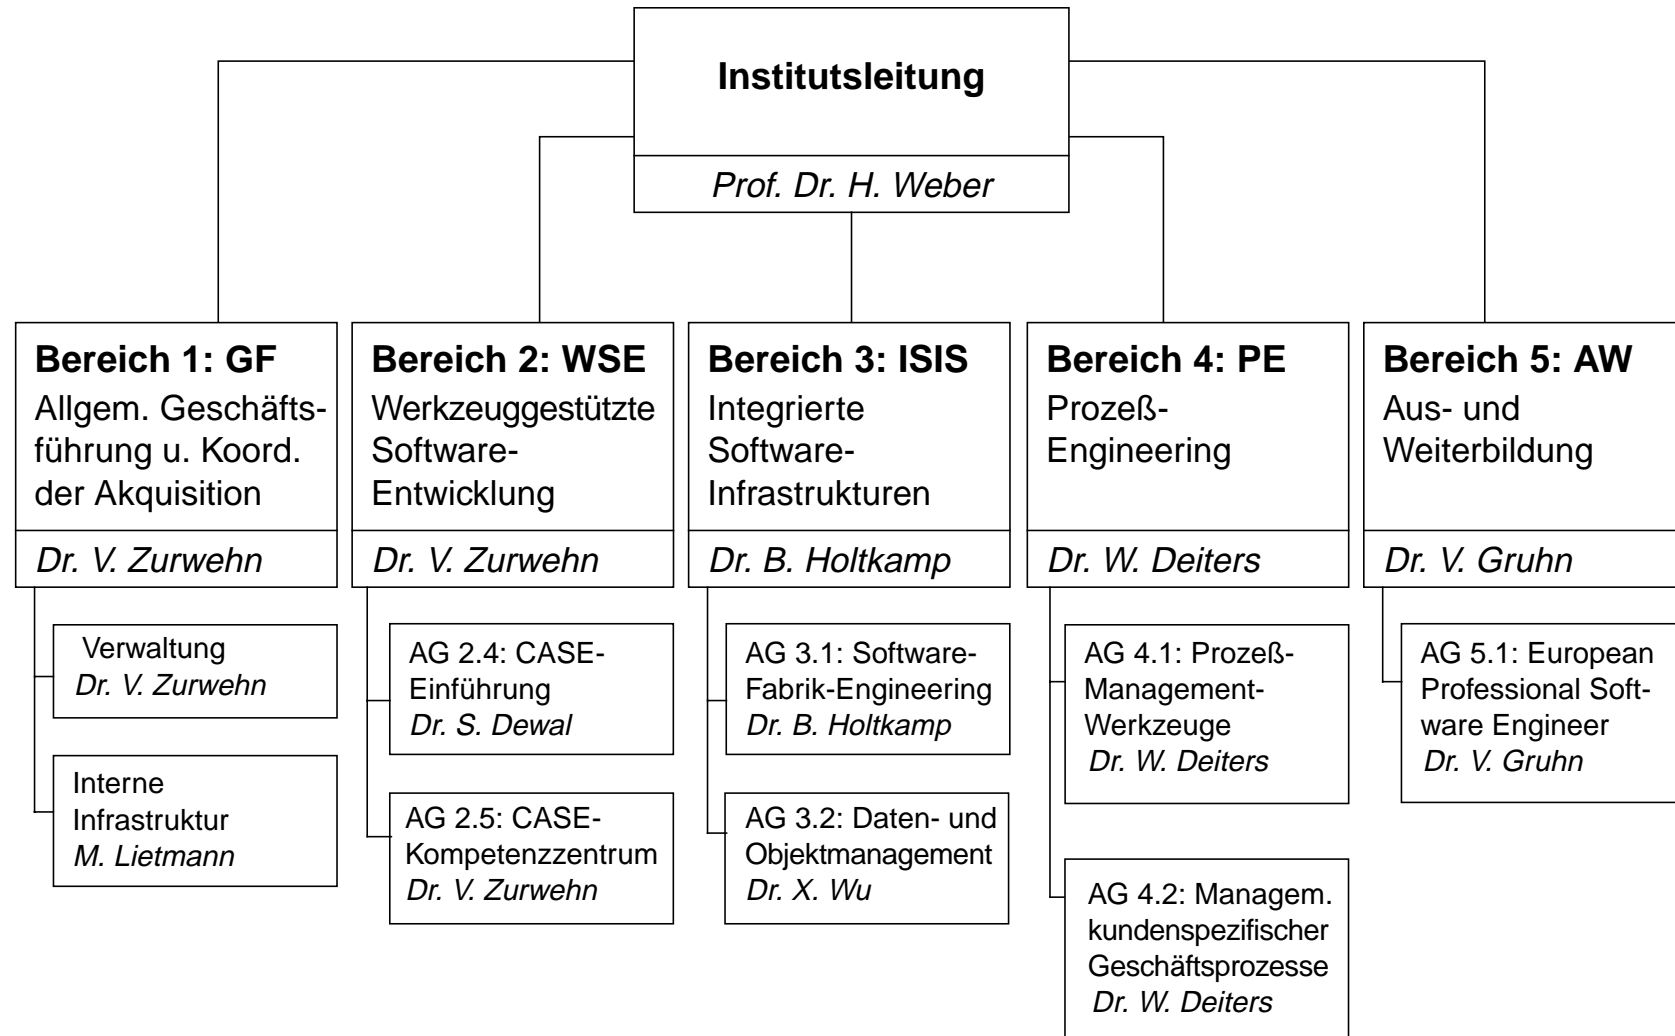 Institutsleitung
Prof. Dr. H. Weber
Bereich 1: GF
Allgem. Geschäfts-
führung u. Koord.
der Akquisition
Dr. V. Zurwehn
Verwaltung
Dr. V. Zurwehn
Interne
Infrastruktur
M. Lietmann
Bereich 2: WSE
Werkzeuggestützte
Software-
Entwicklung
Dr. V. Zurwehn
AG 2.4: CASE-
Einführung
Dr. S. Dewal
AG 2.5: CASE-
Kompetenzzentrum
Dr. V. Zurwehn
Bereich 3: ISIS
Integrierte
Software-
Infrastrukturen
Dr. B. Holtkamp
AG 3.1: Software-
Fabrik-Engineering
Dr. B. Holtkamp
AG 3.2: Daten- und
Objektmanagement
Dr. X. Wu
Bereich 4: PE
Prozeß-
Engineering
Dr. W. Deiters
AG 4.1: Prozeß-
Management-
Werkzeuge
Dr. W. Deiters
AG 4.2: Managem.
kundenspezifischer
Geschäftsprozesse
Dr. W. Deiters
Bereich 5: AW
Aus- und
Weiterbildung
Dr. V. Gruhn
AG 5.1: European
Professional Soft-
ware Engineer
Dr. V. Gruhn